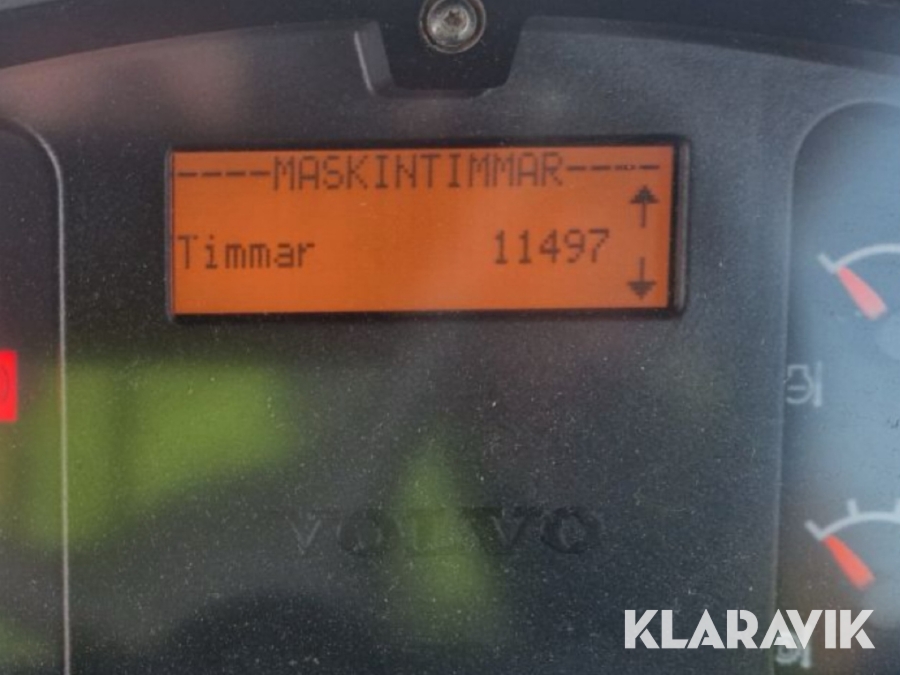 ----MASKINTIMMAR----
Timmar 11497
VOLVO
KLARAVIK